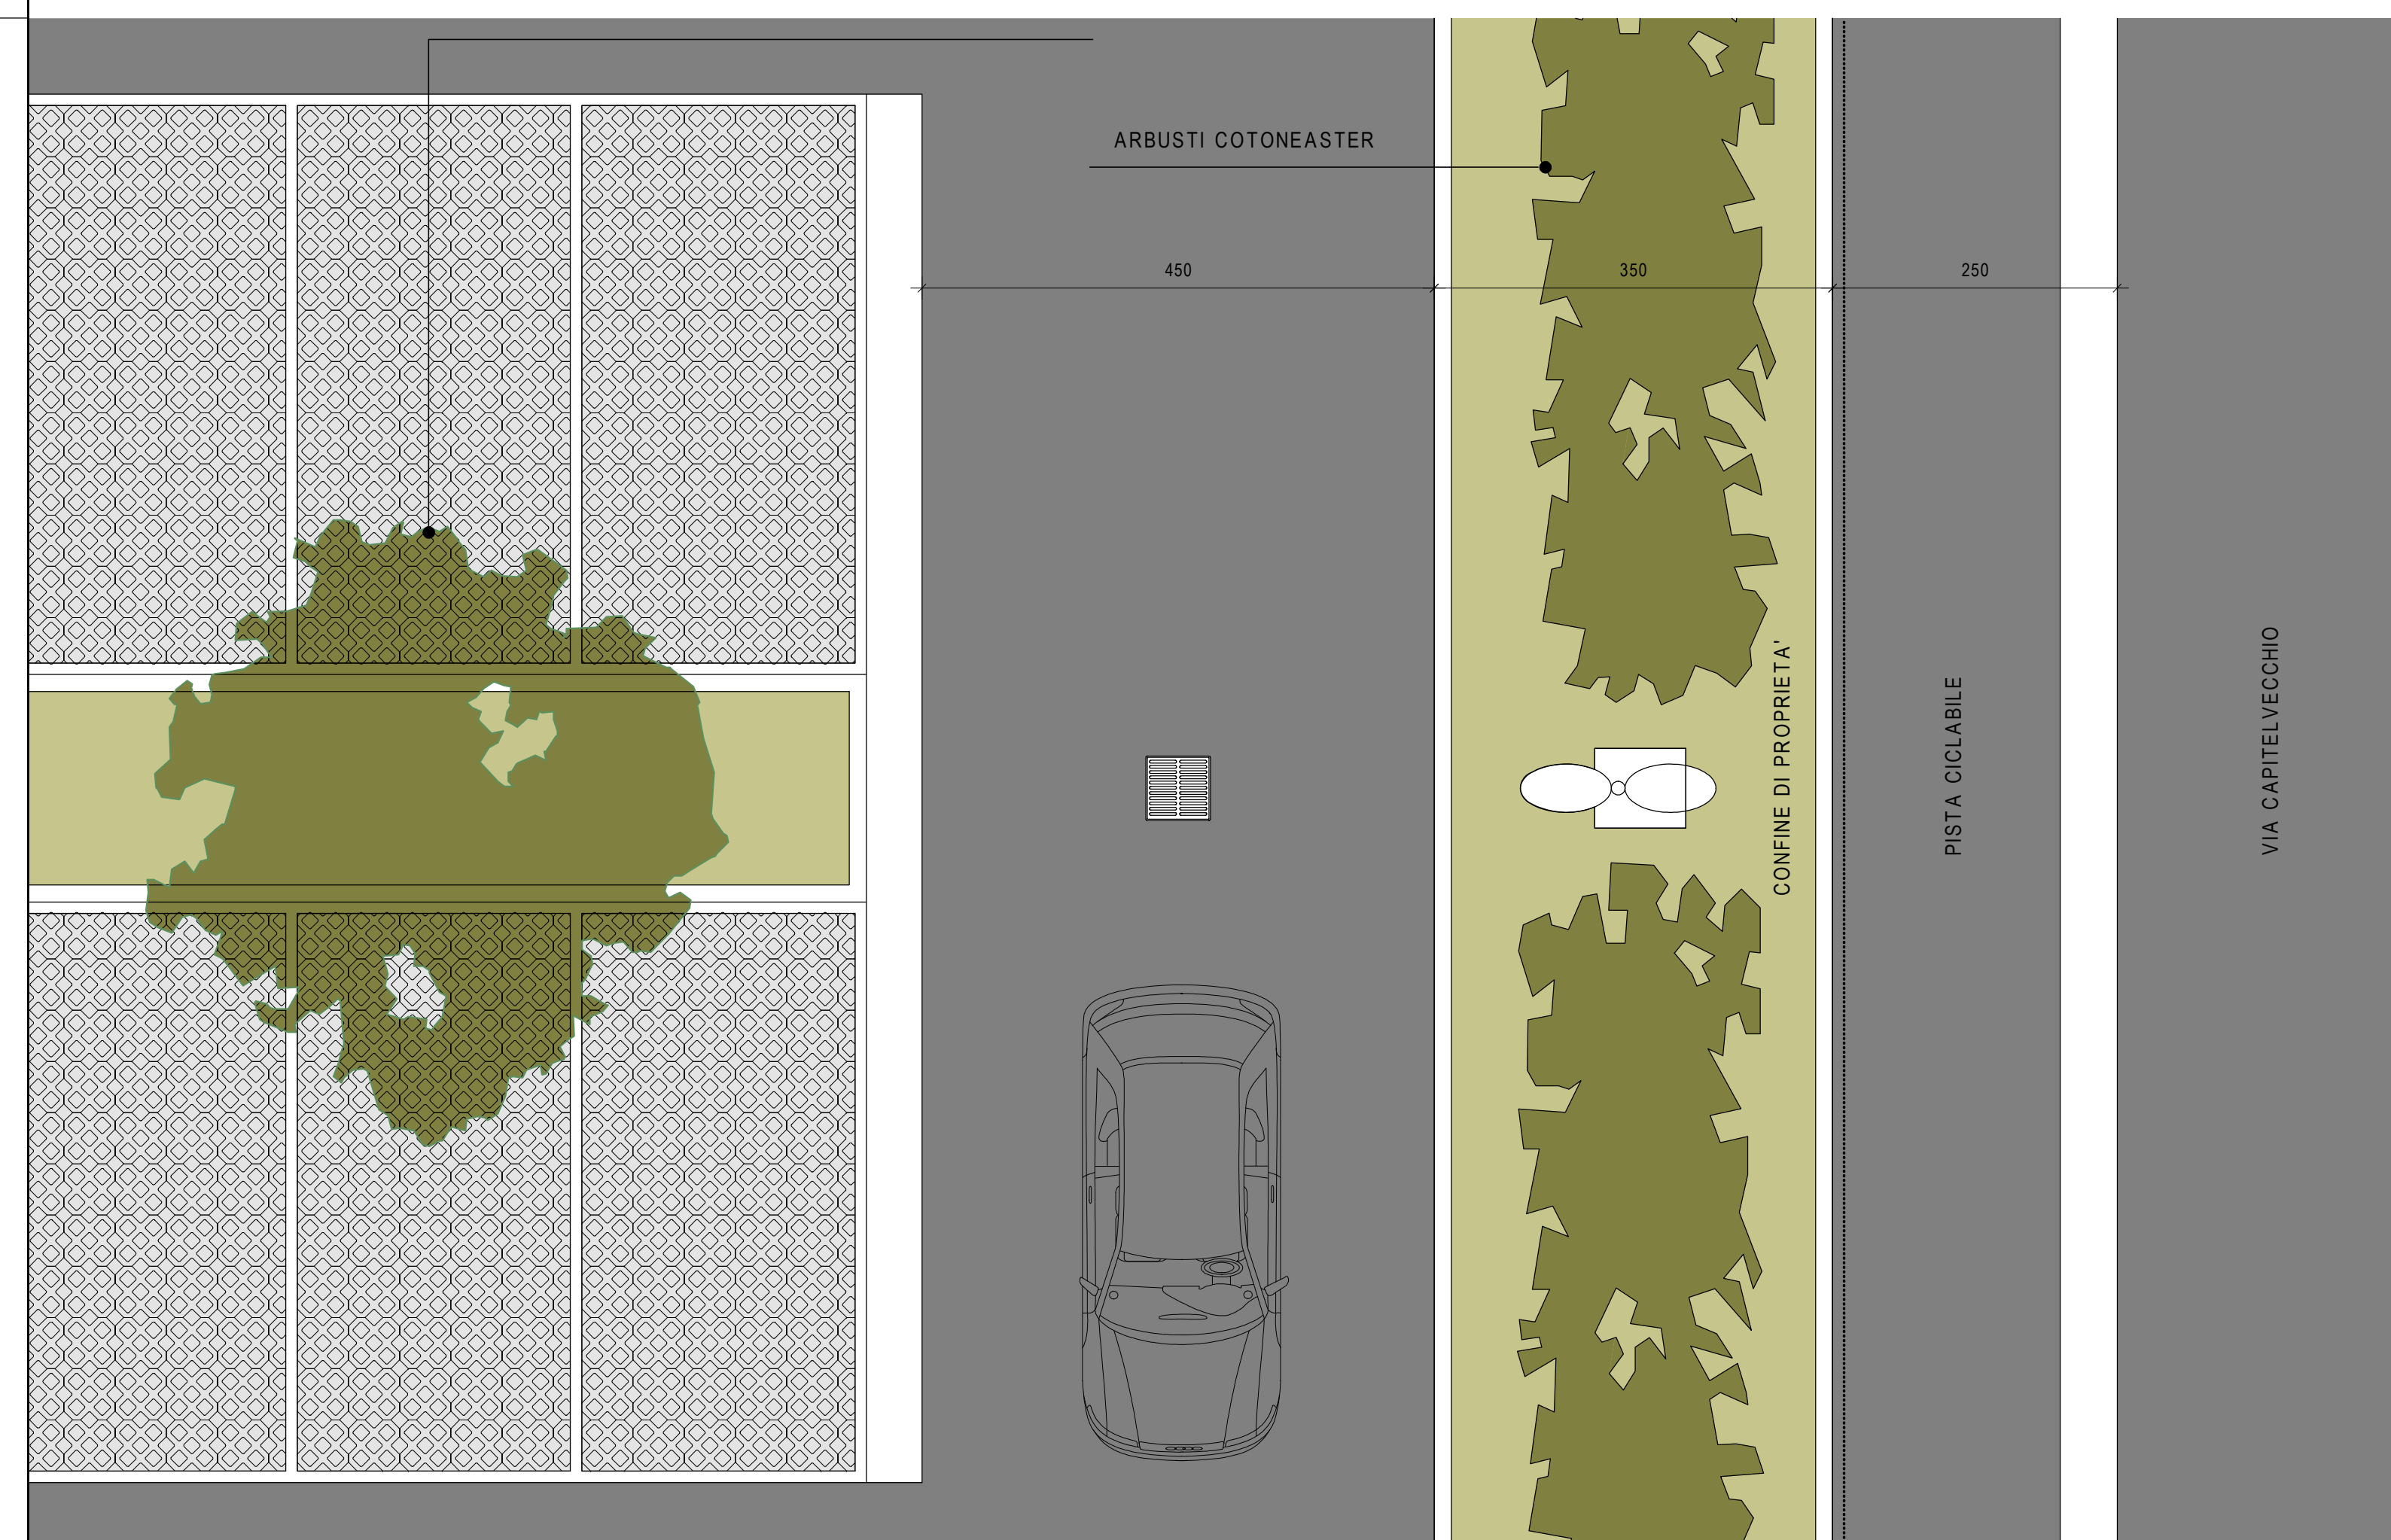 ARBUSTI COTONEASTER
450
350
250
CONFINE DI PROPRIETA'
PISTA CICLABILE
VIA CAPITELVECCHIO